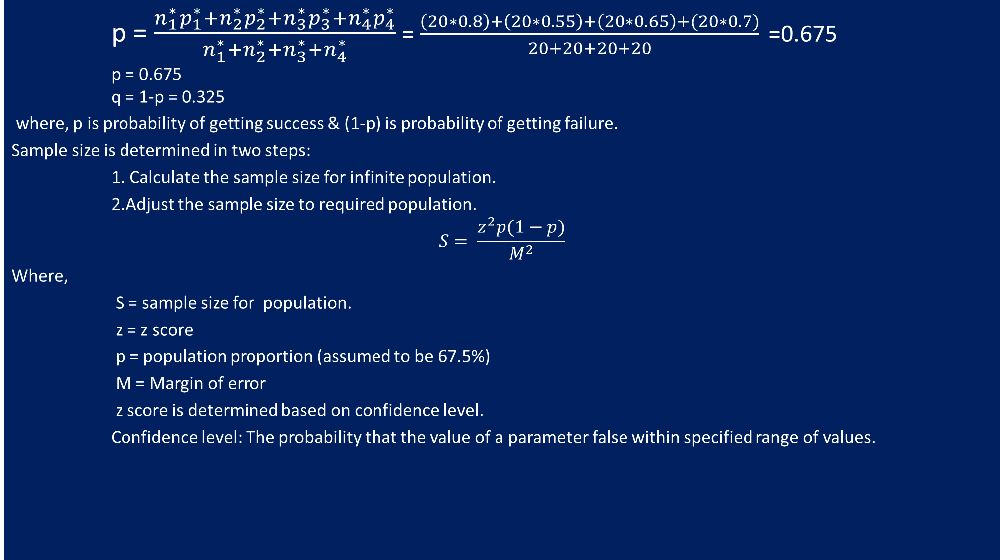 p = \frac{n_1^*p_1^*+n_2^*p_2^*+n_3^*p_3^*+n_4^*p_4^*}{n_1^*+n_2^*+n_3^*+n_4^*} = \frac{(20*0.8)+(20*0.55)+(20*0.65)+(20*0.7)}{20+20+20+20} =0.675
p = 0.675
q = 1-p = 0.325
where, p is probability of getting success & (1-p) is probability of getting failure.
Sample size is determined in two steps:
1. Calculate the sample size for infinite population.
2.Adjust the sample size to required population.
S = \frac{z^2p(1 − p)}{M^2}
Where,
S = sample size for  population.
z = z score
p = population proportion (assumed to be 67.5%)
M = Margin of error
z score is determined based on confidence level.
Confidence level: The probability that the value of a parameter false within specified range of values.